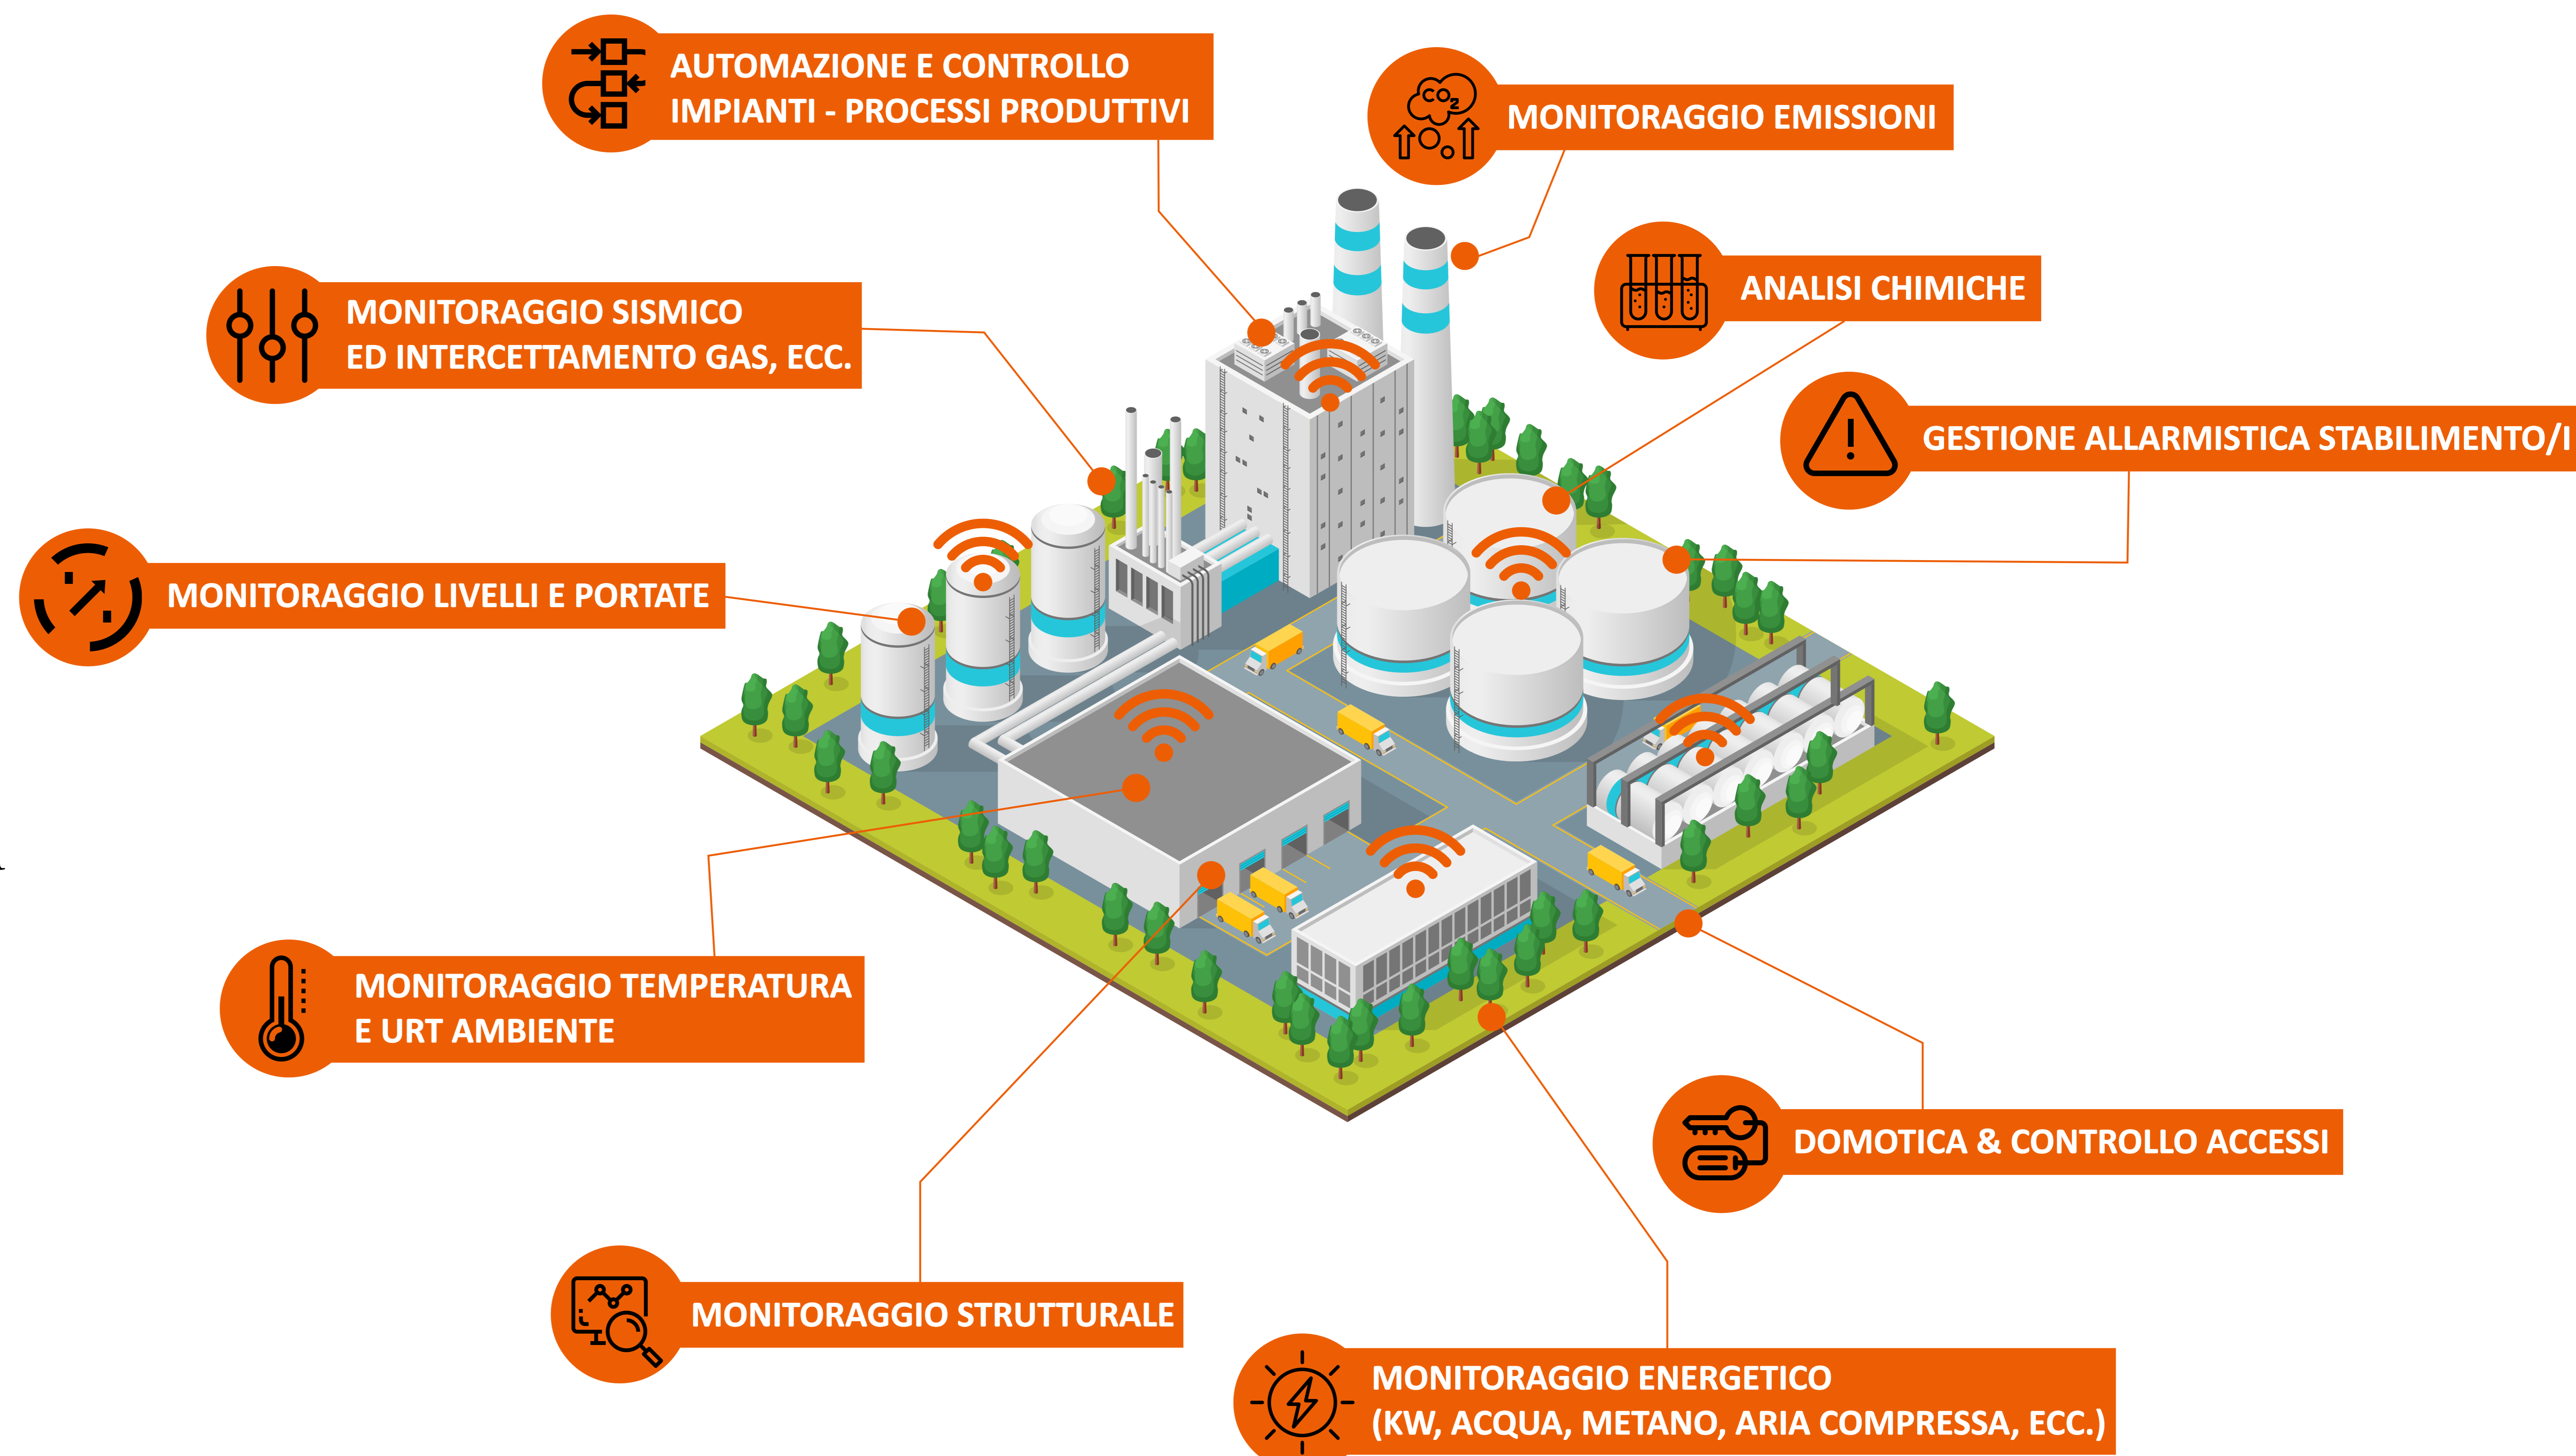 AUTOMAZIONE E CONTROLLO
IMPIANTI - PROCESSI PRODUTTIVI
CO₂
MONITORAGGIO EMISSIONI
ANALISI CHIMICHE
MONITORAGGIO SISMICO
ED INTERCETTAMENTO GAS, ECC.
GESTIONE ALLARMISTICA STABILIMENTO/I
MONITORAGGIO LIVELLI E PORTATE
MONITORAGGIO TEMPERATURA
E URT AMBIENTE
DOMOTICA & CONTROLLO ACCESSI
MONITORAGGIO STRUTTURALE
MONITORAGGIO ENERGETICO
(KW, ACQUA, METANO, ARIA COMPRESSA, ECC.)